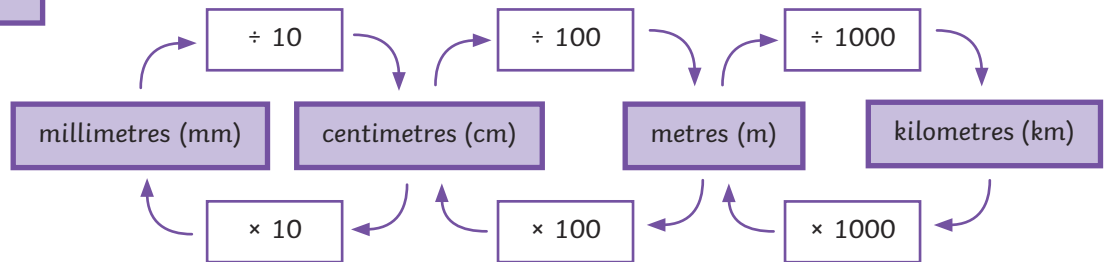 ÷ 10
÷ 100
÷ 1000
millimetres (mm)
centimetres (cm)
metres (m)
kilometres (km)
× 10
× 100
× 1000